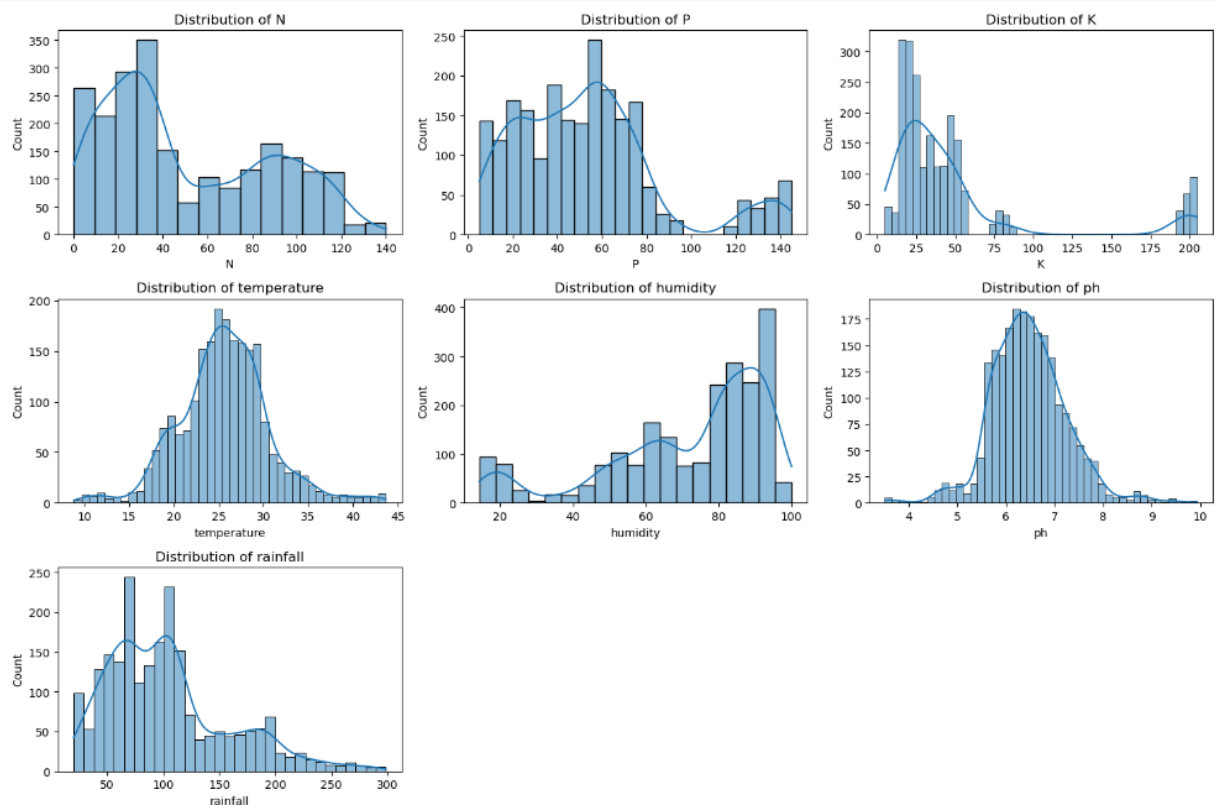 Distribution of N
350
300
250
200
150
100
50
0
Count
0 20 40 60 80 100 120 140
N
Distribution of P
250
200
150
100
50
0
Count
0 20 40 60 80 100 120 140
P
Distribution of K
300
250
200
150
100
50
0
Count
0 25 50 75 100 125 150 175 200
K
Distribution of temperature
200
150
100
50
0
Count
10 15 20 25 30 35 40 45
temperature
Distribution of humidity
400
300
200
100
0
Count
20 40 60 80 100
humidity
Distribution of ph
175
150
125
100
75
50
25
0
Count
4 5 6 7 8 9 10
ph
Distribution of rainfall
250
200
150
100
50
0
Count
50 100 150 200 250 300
rainfall